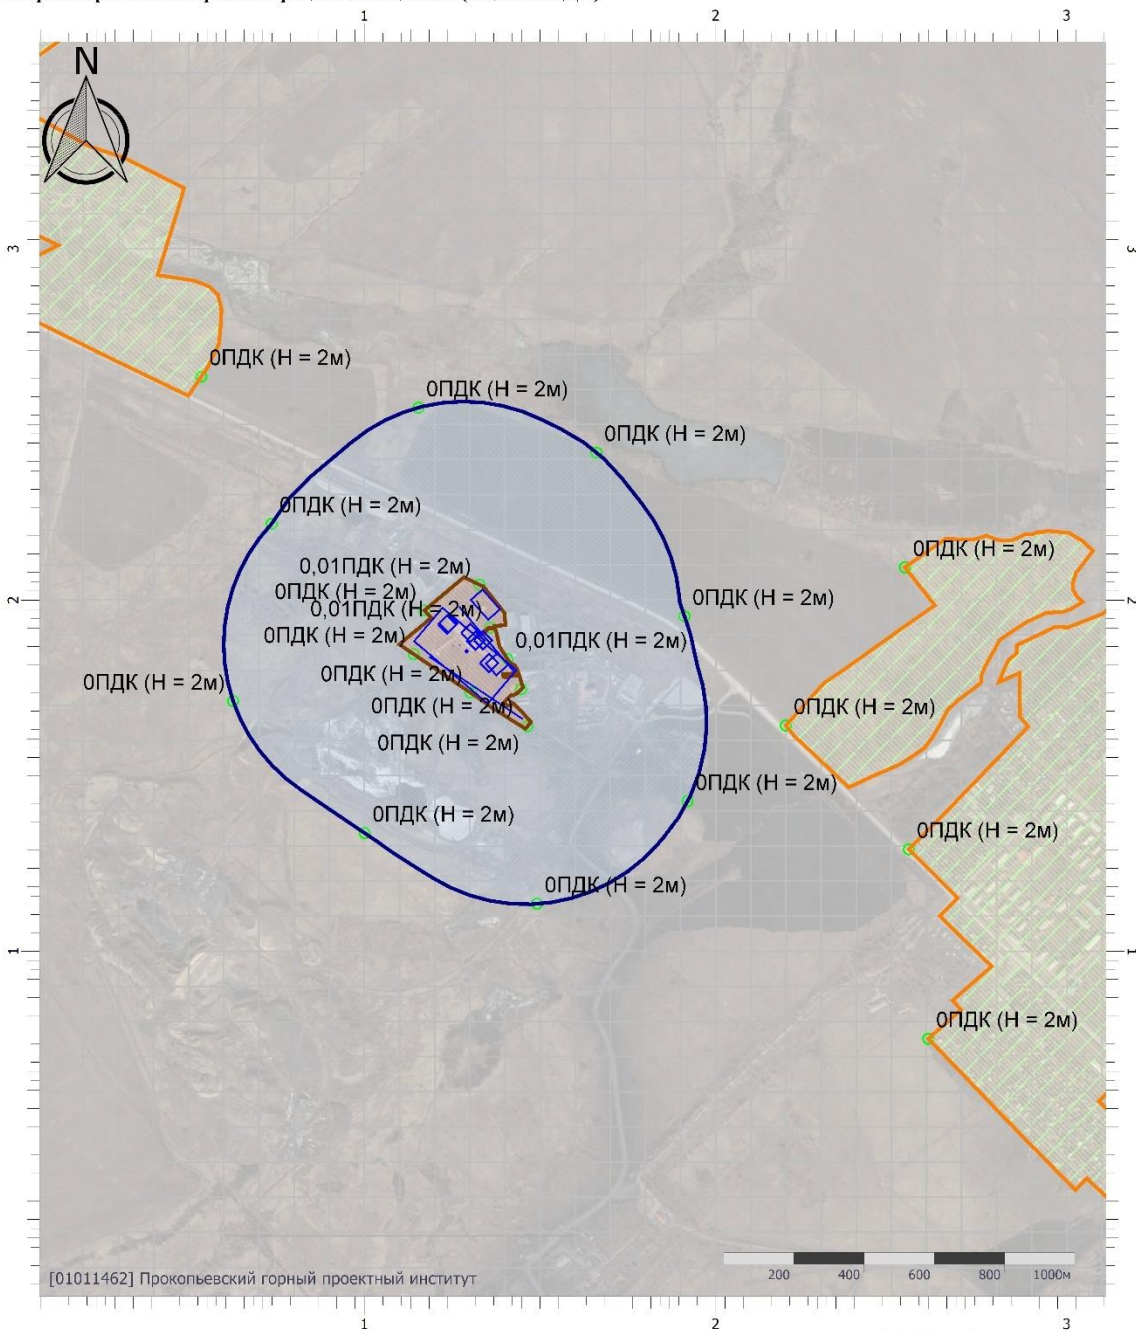 1 2 3
N
3 3
0ПДК (Н = 2м)
0ПДК (Н = 2м)
0ПДК (Н = 2м)
0ПДК (Н = 2м)
0ПДК (Н = 2м)
0,01ПДК (Н = 2м)
0ПДК (Н = 2м)
0,01ПДК (Н = 2м)
0ПДК (Н = 2м)
2 2
0ПДК (Н = 2м)
0,01ПДК (Н = 2м)
0ПДК (Н = 2м)
0ПДК (Н = 2м)
0ПДК (Н = 2м)
0ПДК (Н = 2м)
0ПДК (Н = 2м)
0ПДК (Н = 2м)
0ПДК (Н = 2м)
0ПДК (Н = 2м)
0ПДК (Н = 2м)
0ПДК (Н = 2м)
1 1
0ПДК (Н = 2м)
[01011462] Прокопьевский горный проектный институт
200 400 600 800 1000м
1 2 3